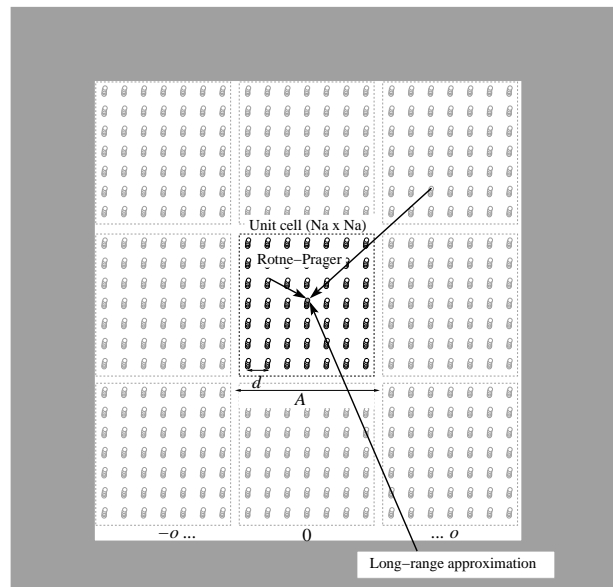 Unit cell (Na x Na)
Rotne−Prager
d
A
−o ...
0
... o
Long−range approximation